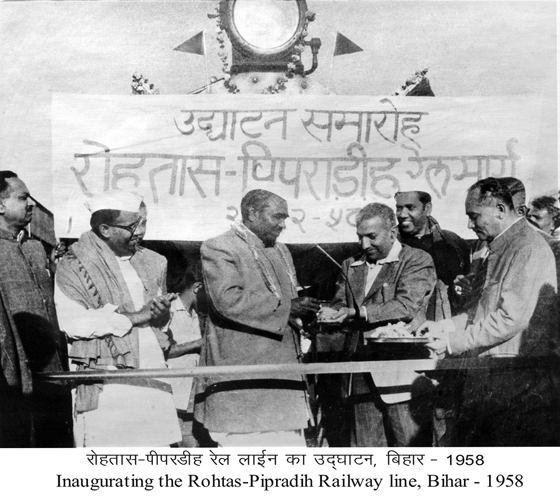 उद्घाटन समारोह
रोहतास-पिपराडीह रेलमार्ग
रोहतास-पीपरडीह रेल लाईन का उद्‌घाटन, बिहार - 1958
Inaugurating the Rohtas-Pipradih Railway line, Bihar - 1958